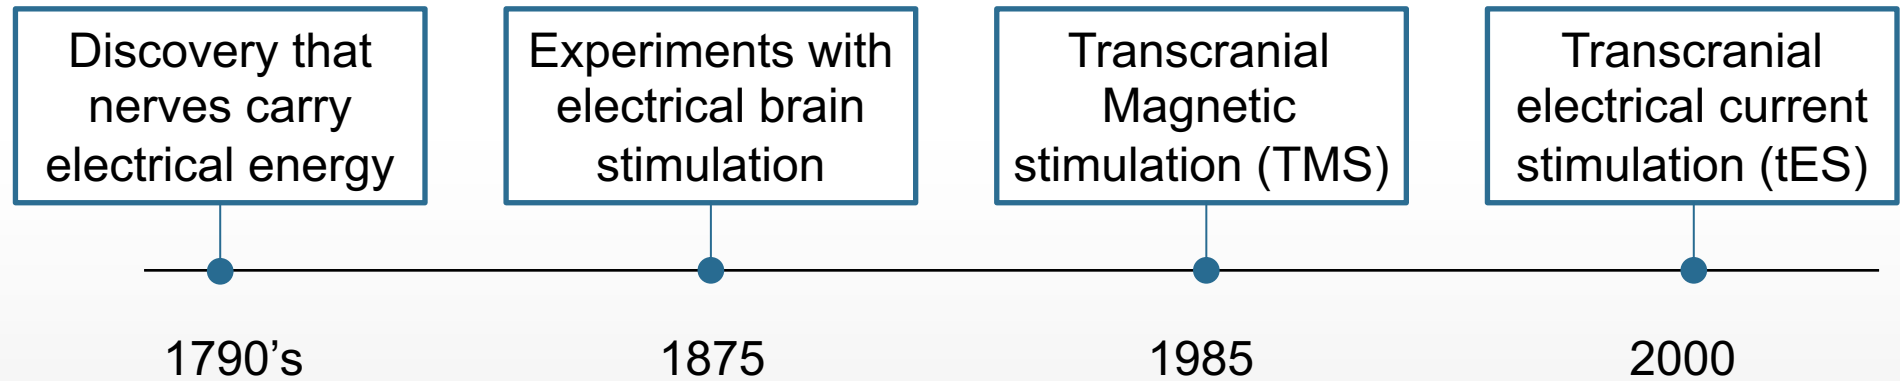 Discovery that
nerves carry
electrical energy
Experiments with
electrical brain
stimulation
Transcranial
Magnetic
stimulation (TMS)
Transcranial
electrical current
stimulation (tES)
1790’s
1875
1985
2000